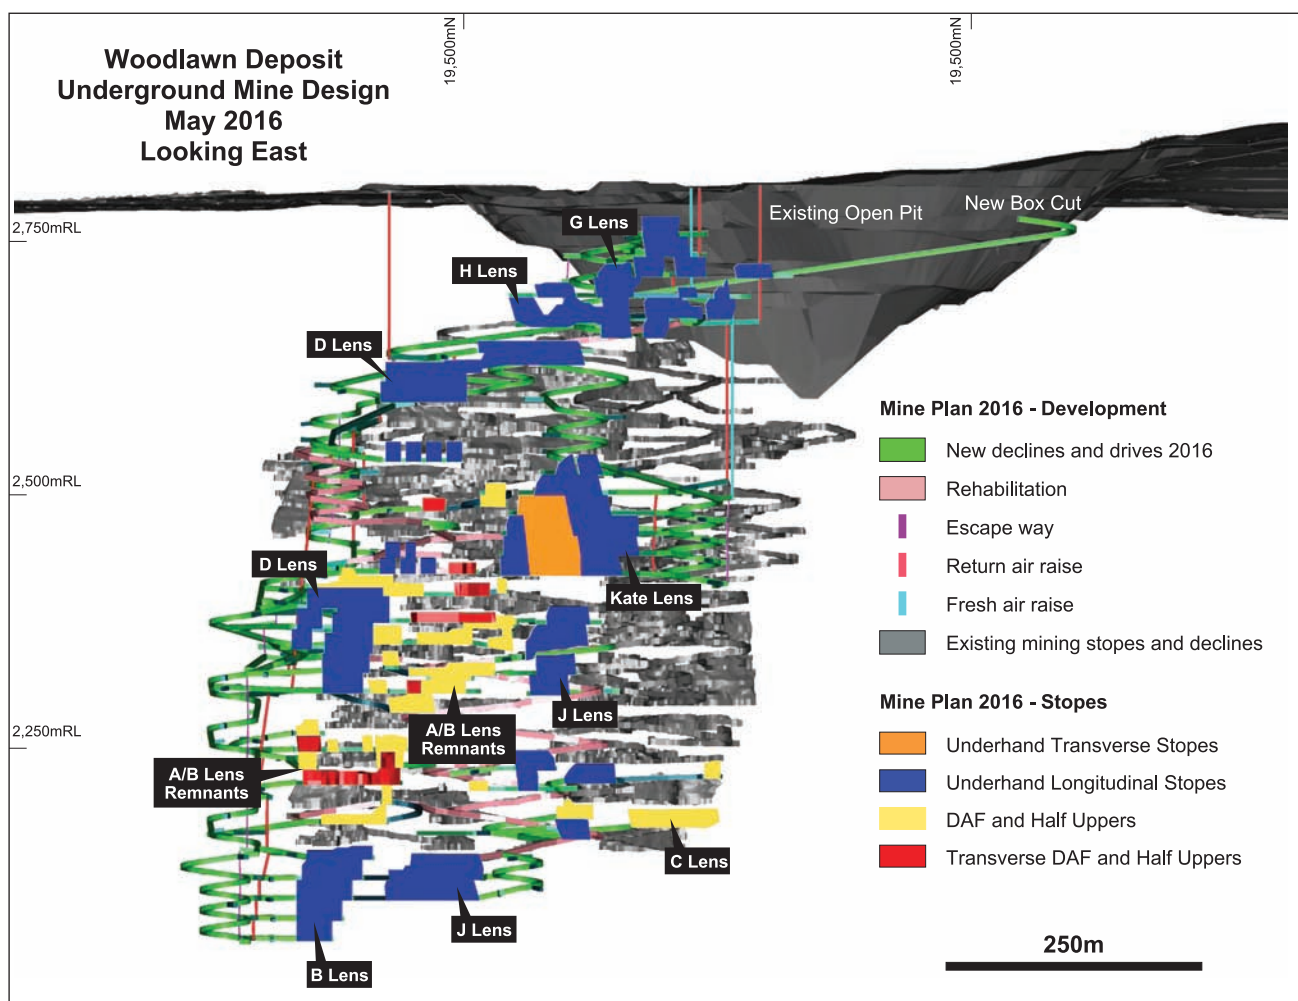 19,500mN
19,500mN
Woodlawn Deposit
Underground Mine Design
May 2016
Looking East
2,750mRL
Existing Open Pit
New Box Cut
G Lens
H Lens
D Lens
2,500mRL
D Lens
Kate Lens
J Lens
A/B Lens
Remnants
2,250mRL
A/B Lens
Remnants
C Lens
J Lens
B Lens
Mine Plan 2016 - Development
New declines and drives 2016
Rehabilitation
Escape way
Return air raise
Fresh air raise
Existing mining stopes and declines
Mine Plan 2016 - Stopes
Underhand Transverse Stopes
Underhand Longitudinal Stopes
DAF and Half Uppers
Transverse DAF and Half Uppers
250m